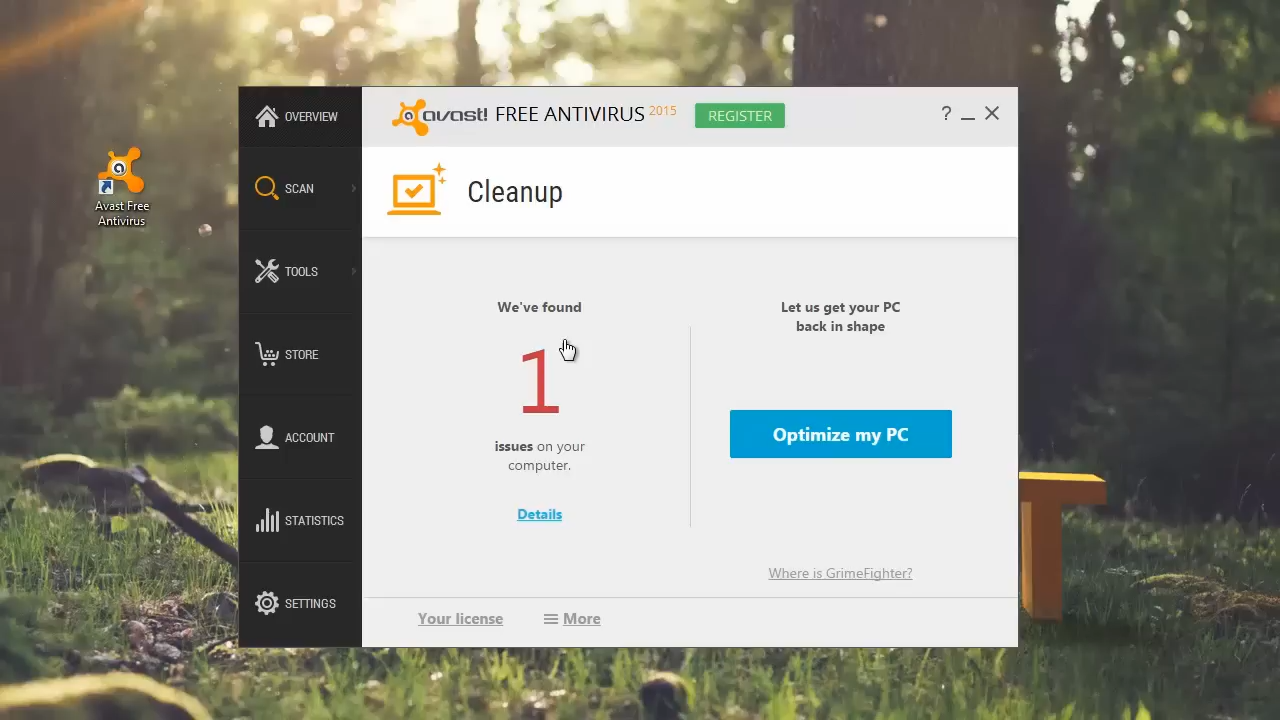 Avast Free
Antivirus
OVERVIEW
SCAN
TOOLS
STORE
ACCOUNT
STATISTICS
SETTINGS
avast! FREE ANTIVIRUS 2015
REGISTER
?
Cleanup
We've found
1
issues on your
computer.
Details
Let us get your PC
back in shape
Optimize my PC
Where is GrimeFighter?
Your license
More
T